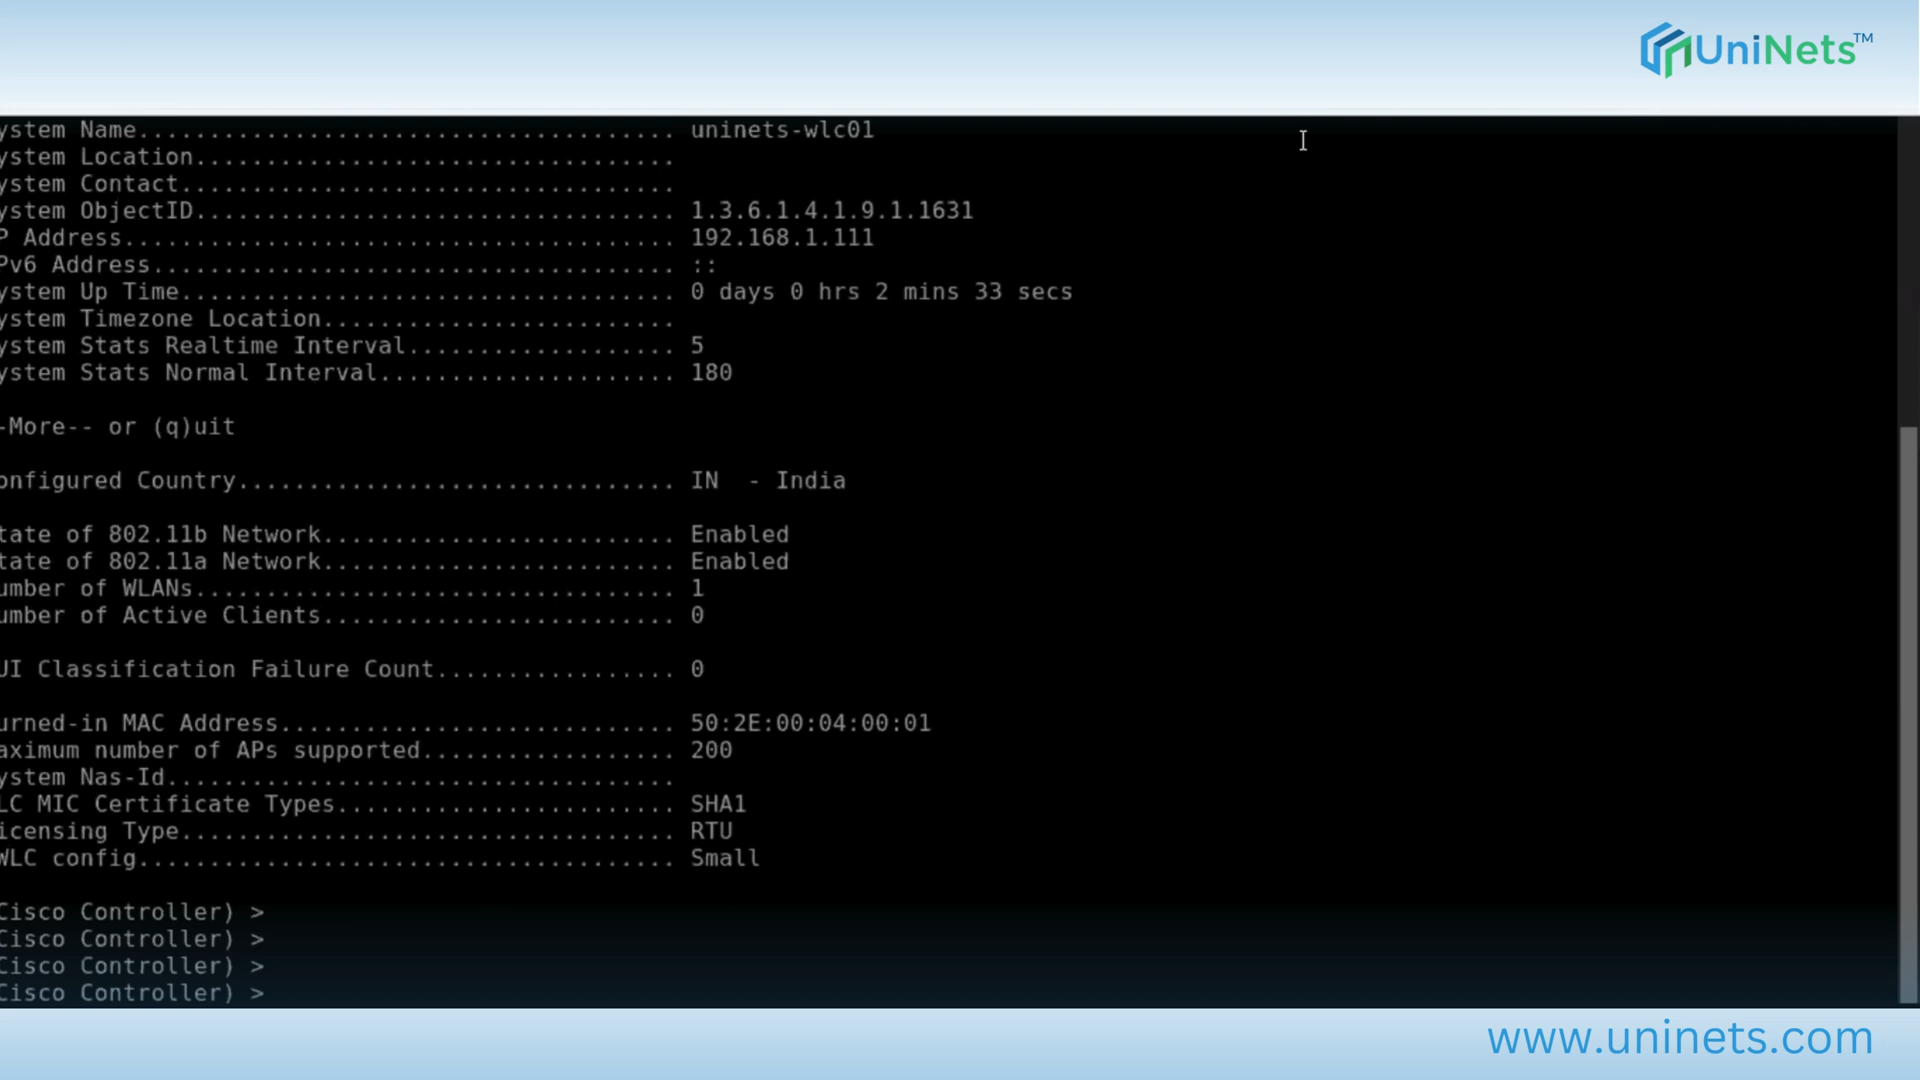 UniNets™
ystem Name...................................... uninets-wlc01
ystem Location..................................
ystem Contact...................................
ystem ObjectID.................................. 1.3.6.1.4.1.9.1.1631
P Address....................................... 192.168.1.111
Pv6 Address..................................... ::
ystem Up Time................................... 0 days 0 hrs 2 mins 33 secs
ystem Timezone Location.........................
ystem Stats Realtime Interval................... 5
ystem Stats Normal Interval..................... 180
-More-- or (q)uit
onfigured Country............................... IN  - India
tate of 802.11b Network......................... Enabled
tate of 802.11a Network......................... Enabled
umber of WLANs.................................. 1
umber of Active Clients......................... 0
UI Classification Failure Count................. 0
urned-in MAC Address............................ 50:2E:00:04:00:01
aximum number of APs supported.................. 200
ystem Nas-Id....................................
LC MIC Certificate Types........................ SHA1
icensing Type................................... RTU
WLC config...................................... Small
Cisco Controller) >
Cisco Controller) >
Cisco Controller) >
Cisco Controller) >
www.uninets.com